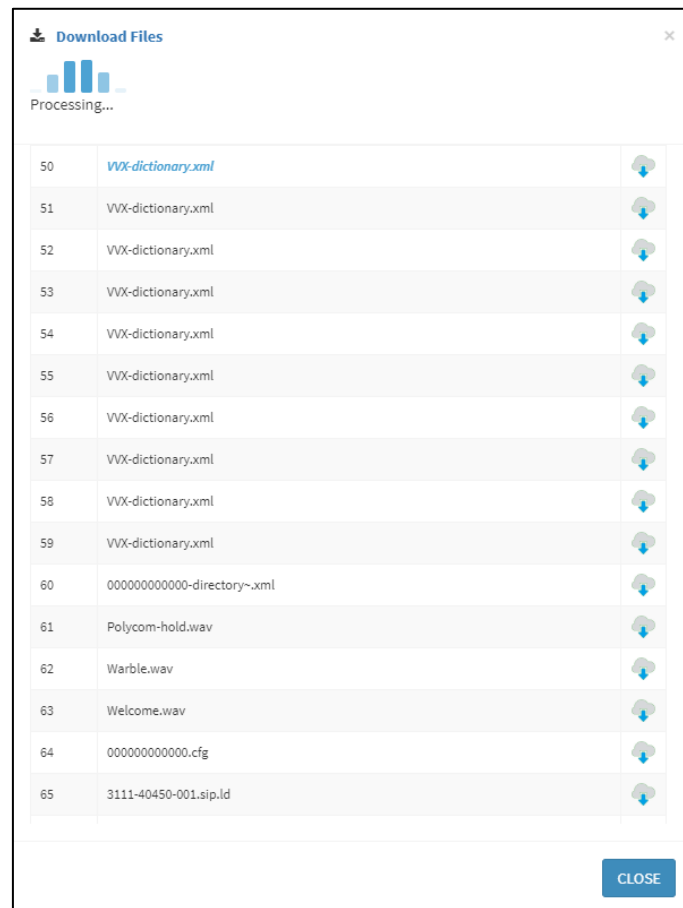 Download Files ×
Processing...
50 VVX-dictionary.xml
51 VVX-dictionary.xml
52 VVX-dictionary.xml
53 VVX-dictionary.xml
54 VVX-dictionary.xml
55 VVX-dictionary.xml
56 VVX-dictionary.xml
57 VVX-dictionary.xml
58 VVX-dictionary.xml
59 VVX-dictionary.xml
60 000000000000-directory~.xml
61 Polycom-hold.wav
62 Warble.wav
63 Welcome.wav
64 000000000000.cfg
65 3111-40450-001.sip.ld
CLOSE